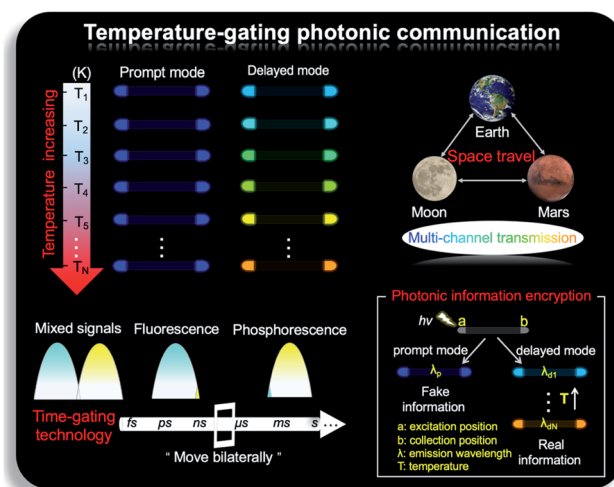 Temperature-gating photonic communication
(K)
Prompt mode
Delayed mode
Temperature increasing
T1
T2
T3
T4
T5
TN
Earth
Space travel
Moon
Mars
Multi-channel transmission
Mixed signals
Fluorescence
Phosphorescence
Time-gating
technology
fs ps ns μs ms s ...
“ Move bilaterally ”
Photonic information encryption
hv
a
b
prompt mode
delayed mode
λp
λd1
Fake
information
T
λdN
Real
information
a: excitation position
b: collection position
λ: emission wavelength
T: temperature